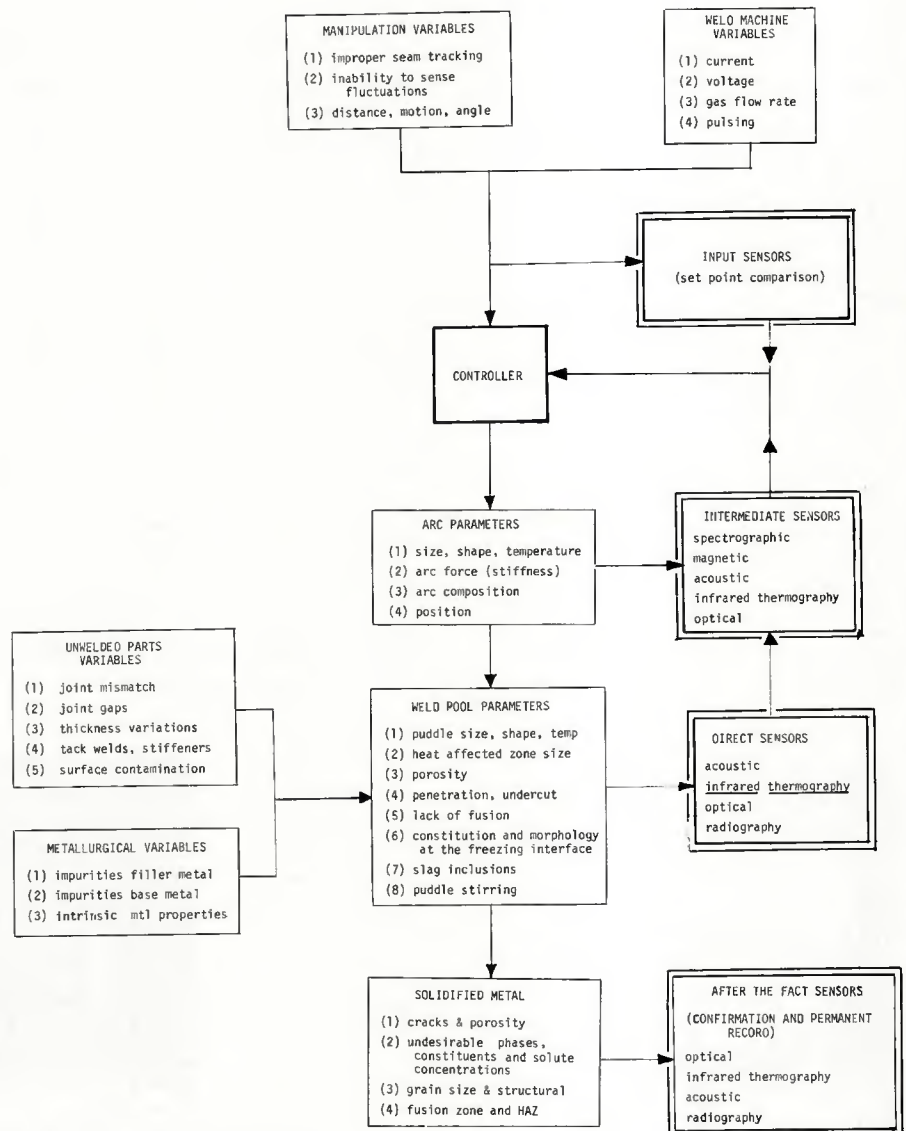 MANIPULATION VARIABLES
(1) improper seam tracking
(2) inability to sense
fluctuations
(3) distance, motion, angle
WELO MACHINE
VARIABLES
(1) current
(2) voltage
(3) gas flow rate
(4) pulsing
INPUT SENSORS
(set point comparison)
CONTROLLER
ARC PARAMETERS
(1) size, shape, temperature
(2) arc force (stiffness)
(3) arc composition
(4) position
INTERMEDIATE SENSORS
spectrographic
magnetic
acoustic
infrared thermography
optical
UNWELDED PARTS
VARIABLES
(1) joint mismatch
(2) joint gaps
(3) thickness variations
(4) tack welds, stiffeners
(5) surface contamination
WELD POOL PARAMETERS
(1) puddle size, shape, temp
(2) heat affected zone size
(3) porosity
(4) penetration, undercut
(5) lack of fusion
(6) constitution and morphology
at the freezing interface
(7) slag inclusions
(8) puddle stirring
OIRECT SENSORS
acoustic
infrared thermography
optical
radiography
METALLURGICAL VARIABLES
(1) impurities filler metal
(2) impurities base metal
(3) intrinsic mtl properties
SOLIDIFIED METAL
(1) cracks & porosity
(2) undesirable phases,
constituents and solute
concentrations
(3) grain size & structural
(4) fusion zone and HAZ
AFTER THE FACT SENSORS
(CONFIRMATION AND PERMANENT
RECORO)
optical
infrared thermography
acoustic
radiography